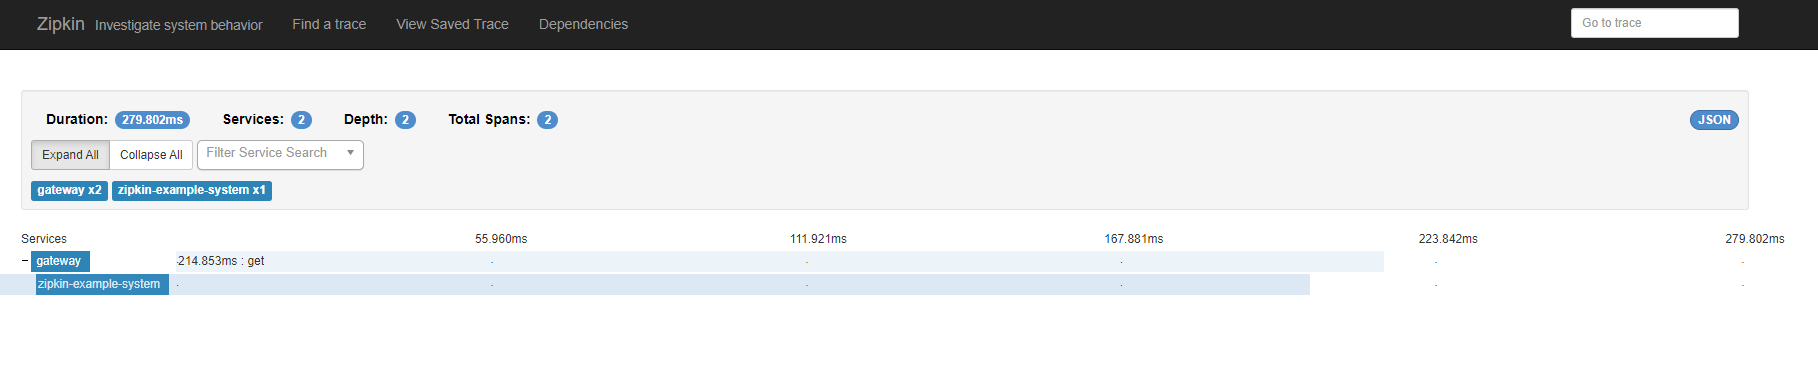 Zipkin Investigate system behavior Find a trace View Saved Trace Dependencies Go to trace
Duration: 279.802ms Services: 2 Depth: 2 Total Spans: 2 JSON
Expand All Collapse All Filter Service Search
gateway x2 zipkin-example-system x1
Services 55.960ms 111.921ms 167.881ms 223.842ms 279.802ms
− gateway 214.853ms : get
zipkin-example-system